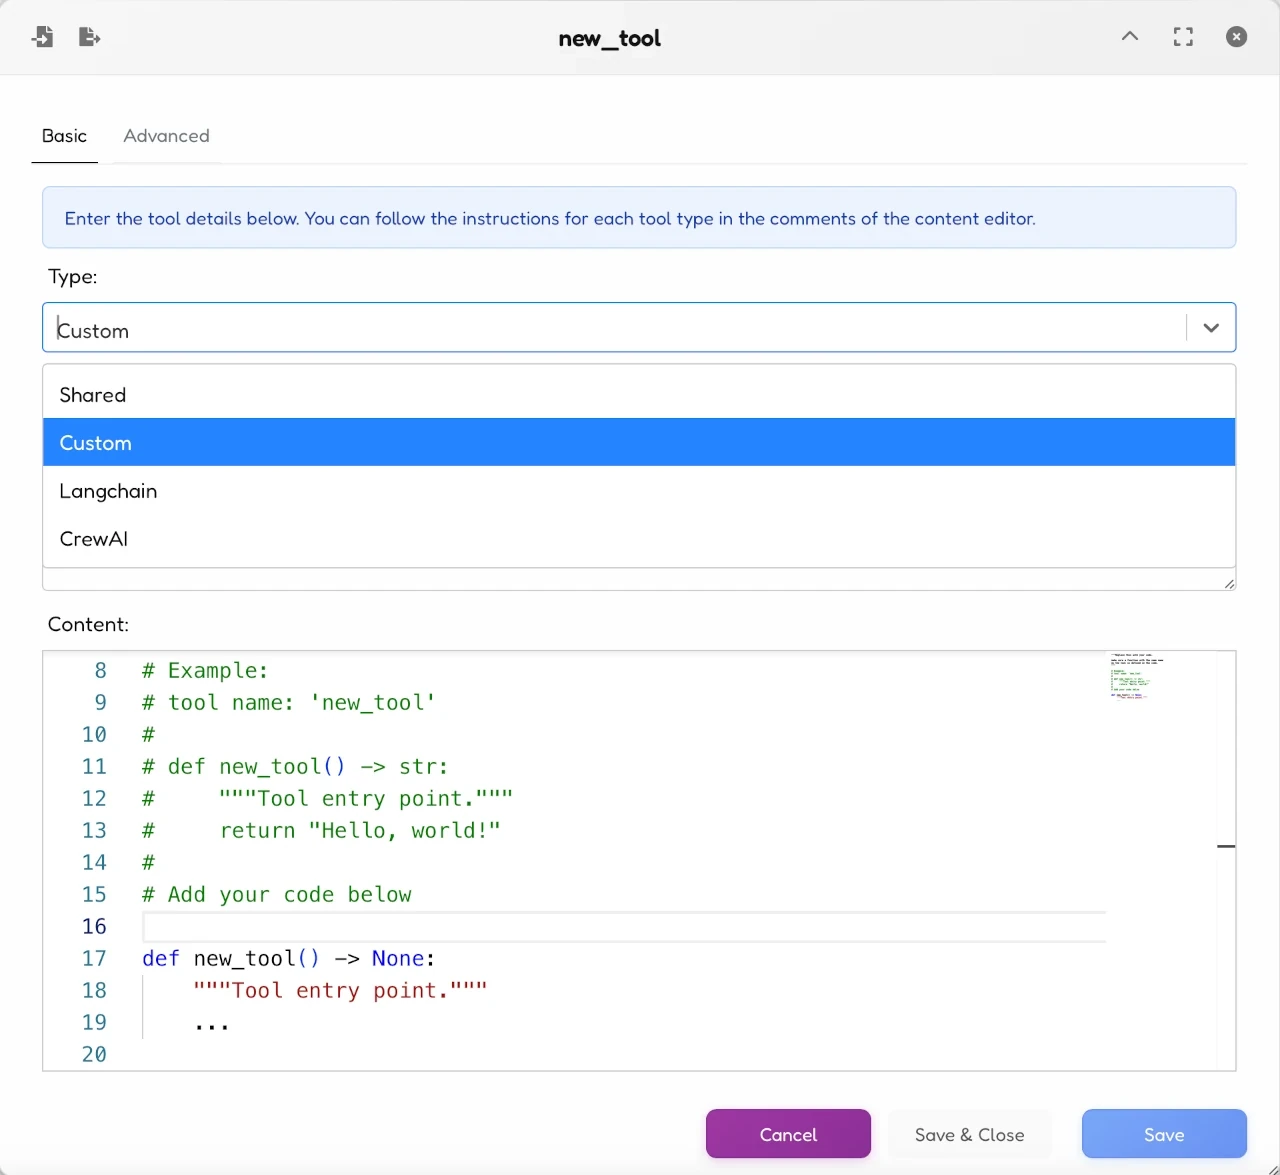 new_tool
Basic Advanced
Enter the tool details below. You can follow the instructions for each tool type in the comments of the content editor.
Type:
Custom
Shared
Custom
Langchain
CrewAI
Content:
8 # Example:
9 # tool name: 'new_tool'
10 #
11 # def new_tool() -> str:
12 #     """Tool entry point."""
13 #     return "Hello, world!"
14 #
15 # Add your code below
16
17 def new_tool() -> None:
18     """Tool entry point."""
19     ...
20
Cancel Save & Close Save